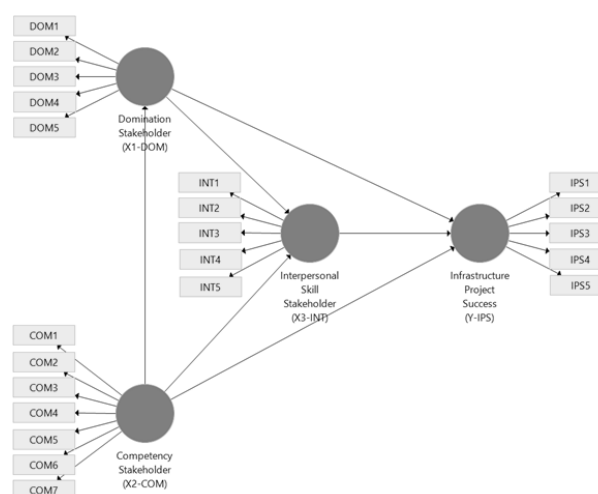 DOM1
DOM2
DOM3
DOM4
DOM5
Domination
Stakeholder
(X1-DOM)
INT1
INT2
INT3
INT4
INT5
Interpersonal
Skill
Stakeholder
(X3-INT)
IPS1
IPS2
IPS3
IPS4
IPS5
Infrastructure
Project
Success
(Y-IPS)
COM1
COM2
COM3
COM4
COM5
COM6
COM7
Competency
Stakeholder
(X2-COM)